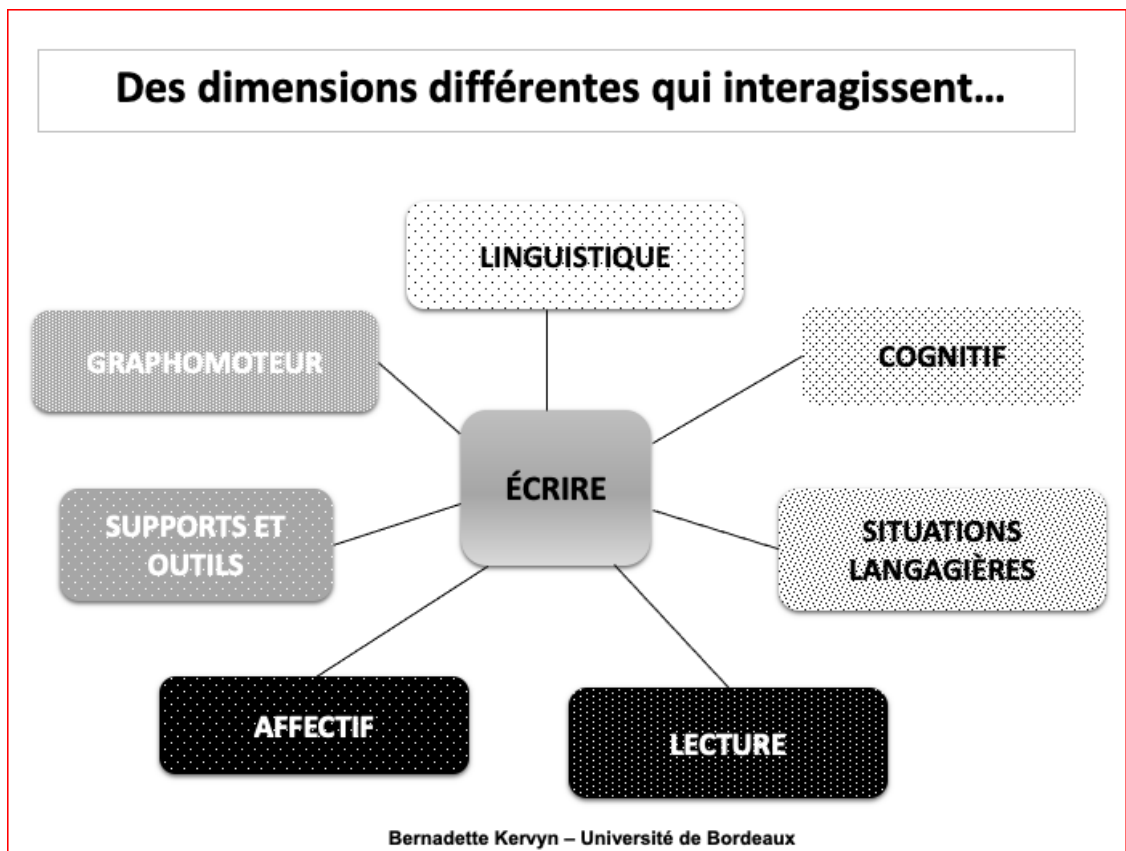 Des dimensions différentes qui interagissent...
LINGUISTIQUE
GRAPHOMOTEUR
COGNITIF
ÉCRIRE
SUPPORTS ET
OUTILS
SITUATIONS
LANGAGIÈRES
AFFECTIF
LECTURE
Bernadette Kervyn – Université de Bordeaux